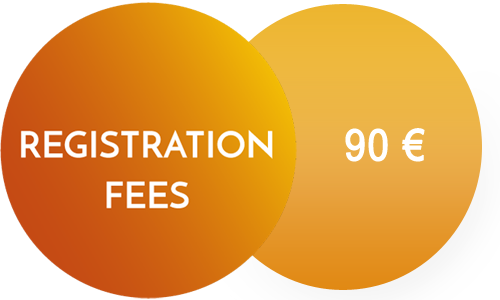 REGISTRATION
FEES
90 €